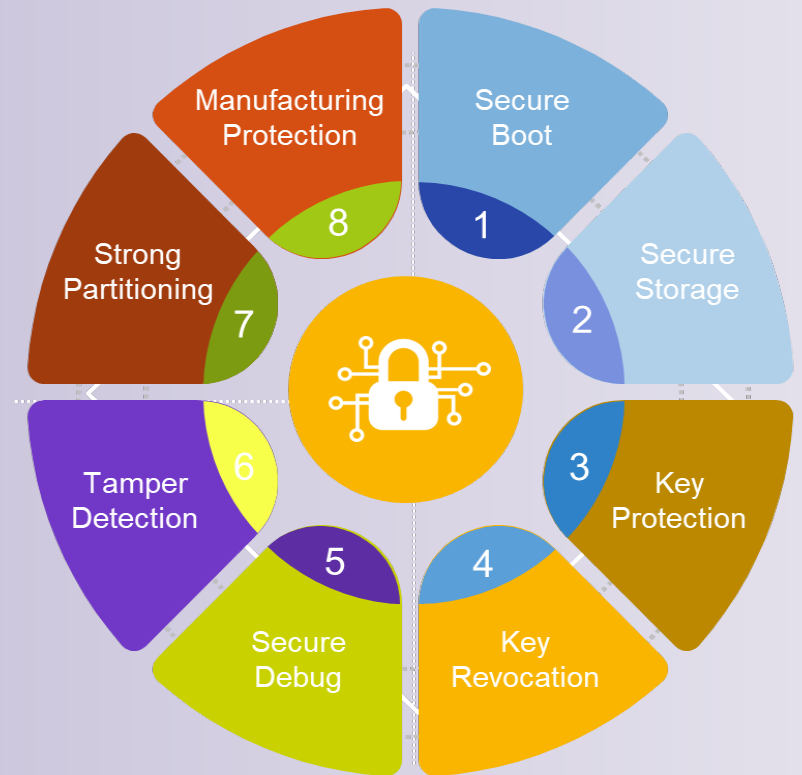 Secure
Boot
1
Secure
Storage
2
Key
Protection
3
Key
Revocation
4
Secure
Debug
5
Tamper
Detection
6
Strong
Partitioning
7
Manufacturing
Protection
8